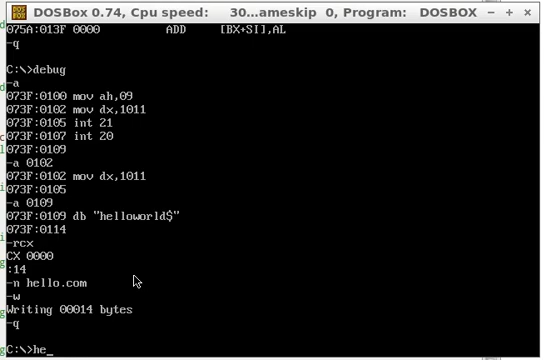 DOSBox 0.74, Cpu speed: 30...ameskip 0, Program: DOSBOX
075A:013F 0000 ADD [BX+SI],AL
-q
C:\>debug
-a
073F:0100 mov ah,09
073F:0102 mov dx,1011
073F:0105 int 21
073F:0107 int 20
073F:0109
-a 0102
073F:0102 mov dx,1011
073F:0105
-a 0109
073F:0109 db "helloworld$"
073F:0114
-rcx
CX 0000
:14
-n hello.com
-w
Writing 00014 bytes
-q
C:\>he_